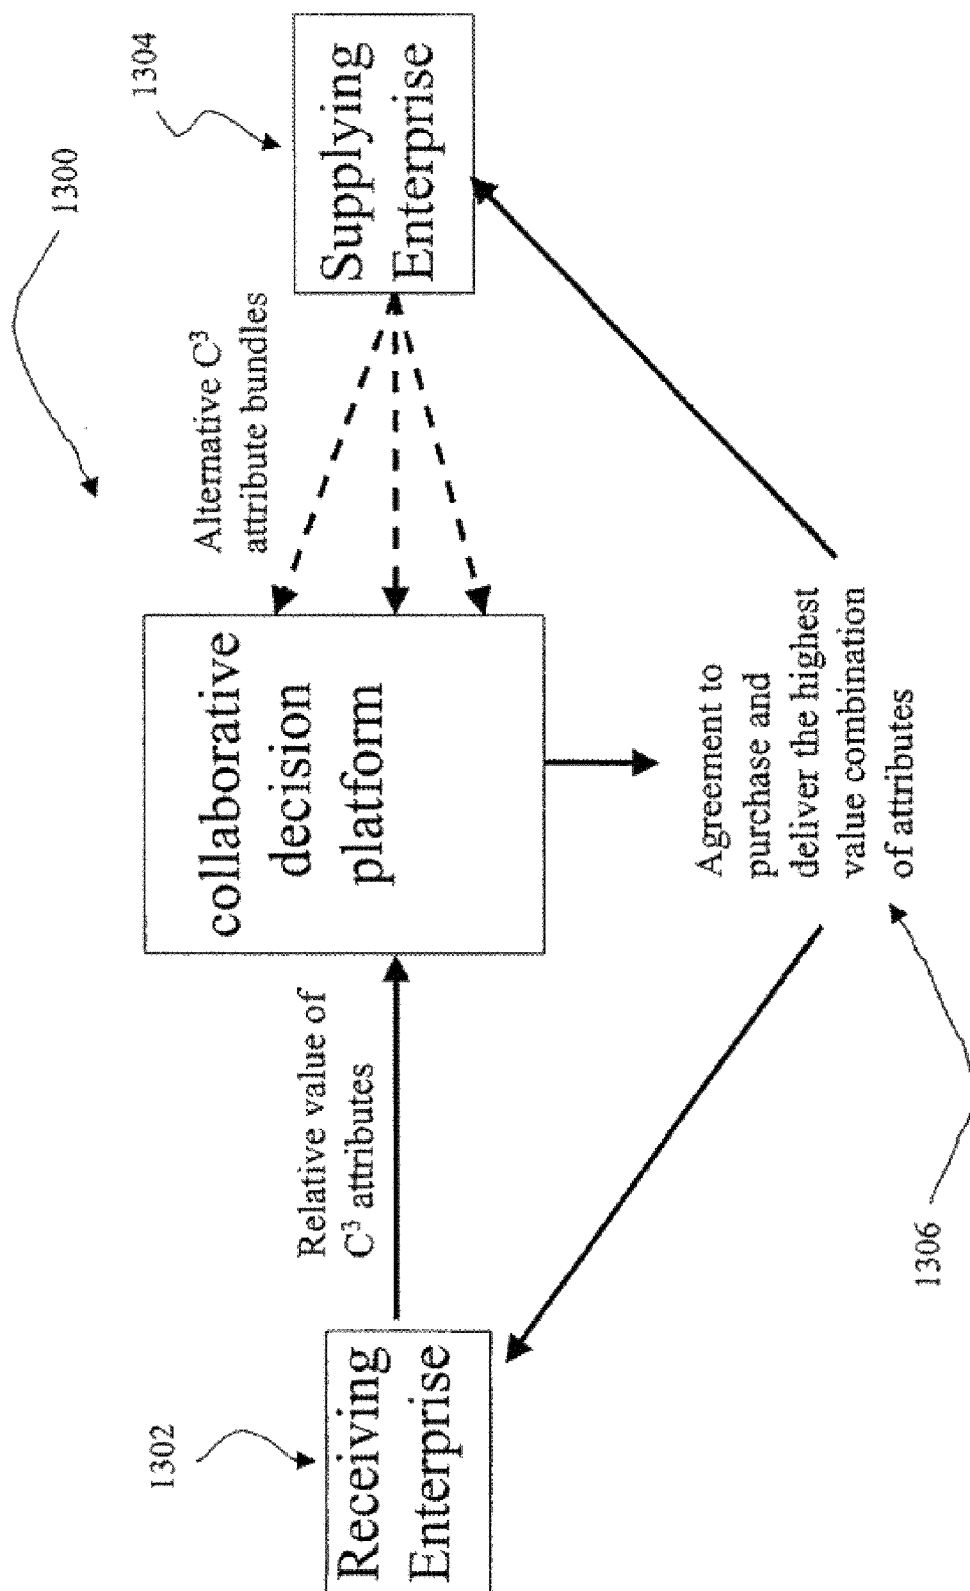 1300
1302
Receiving
Enterprise
Relative value of
C³ attributes
collaborative
decision
platform
Alternative C³
attribute bundles
1304
Supplying
Enterprise
Agreement to
purchase and
deliver the highest
value combination
of attributes
1306